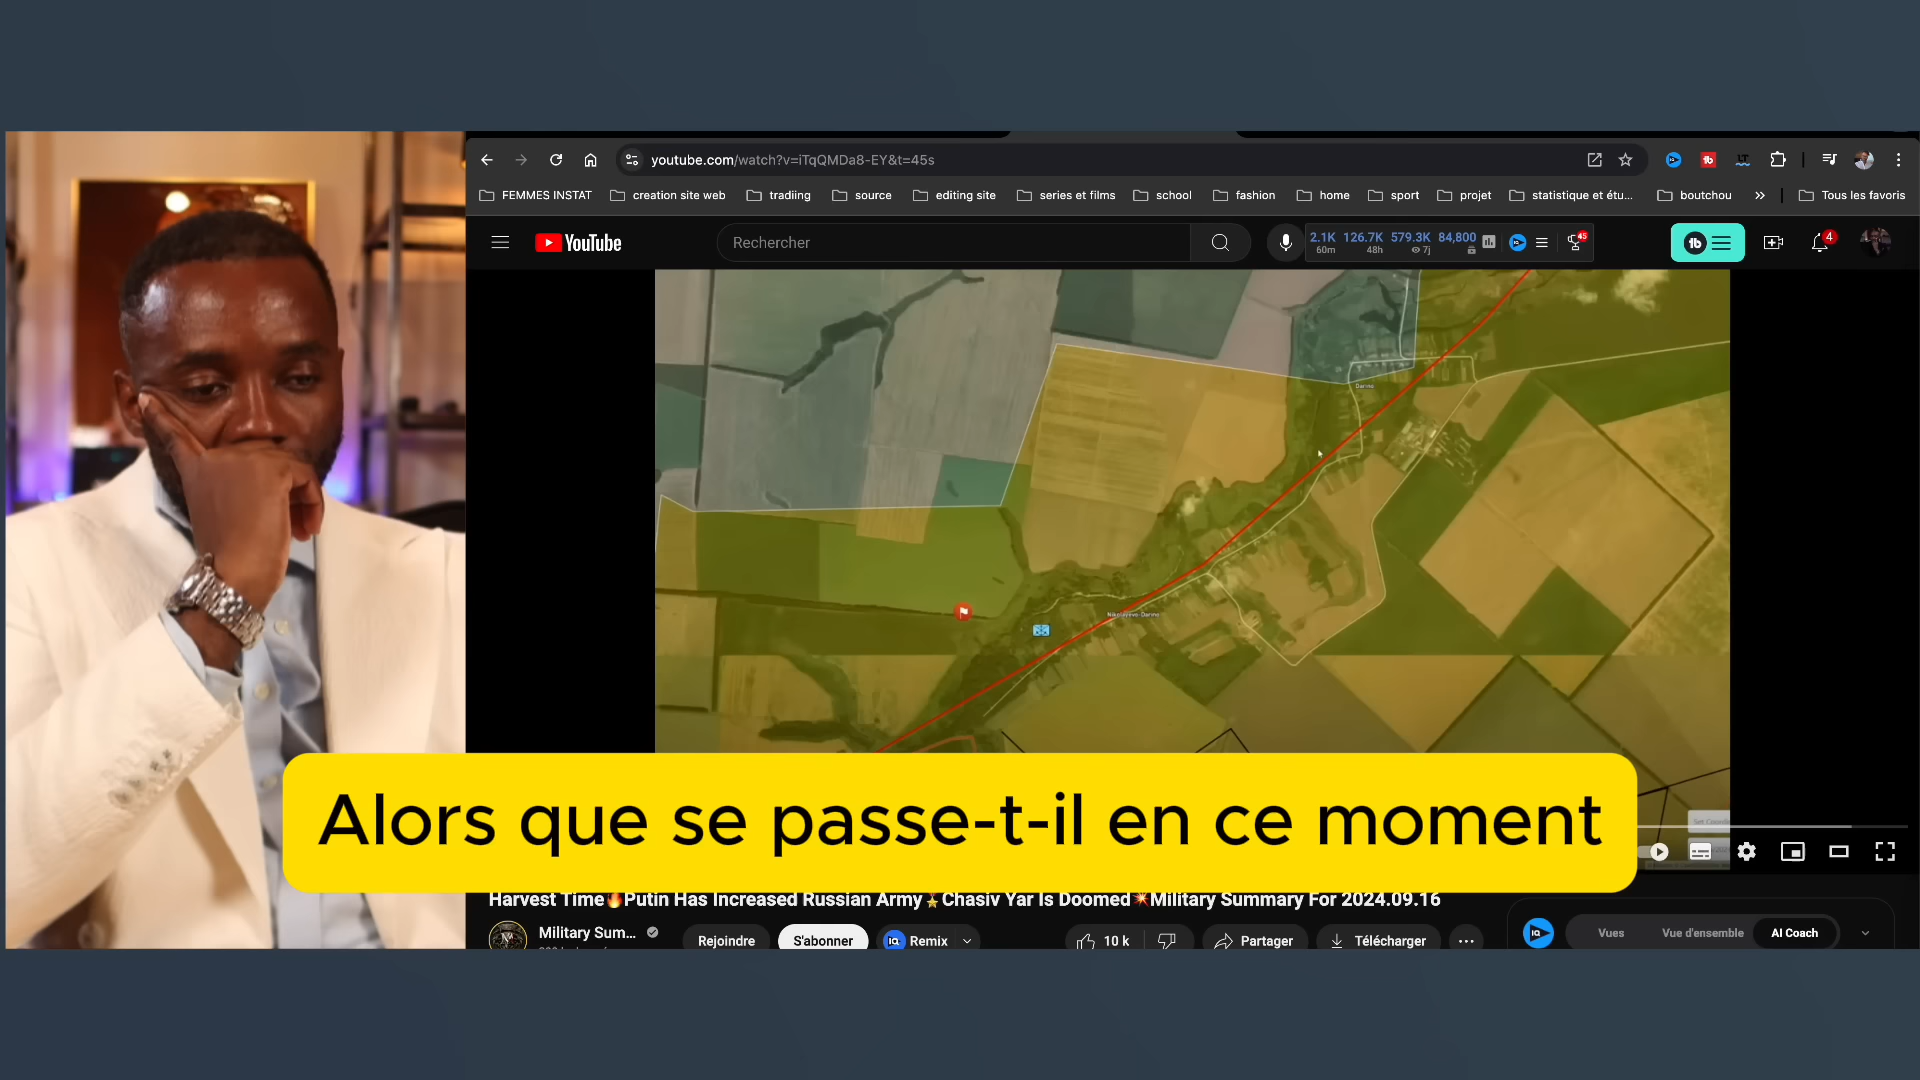 youtube.com/watch?v=iTqQMDa8-EY&t=45s
FEMMES INSTAT creation site web tradiing source editing site series et films school fashion home sport projet statistique et étu... boutchou » Tous les favoris
YouTube Rechercher 2.1K 126.7K 579.3K 84,800 45 4
60m 48h 7j
Darino
Nikolayevo-Darino
Alors que se passe-t-il en ce moment
Harvest Time🔥Putin Has Increased Russian Army🎖Chasiv Yar Is Doomed💥Military Summary For 2024.09.16
Military Sum... Rejoindre S'abonner Remix 10 k Partager Télécharger ... Vues Vue d'ensemble AI Coach